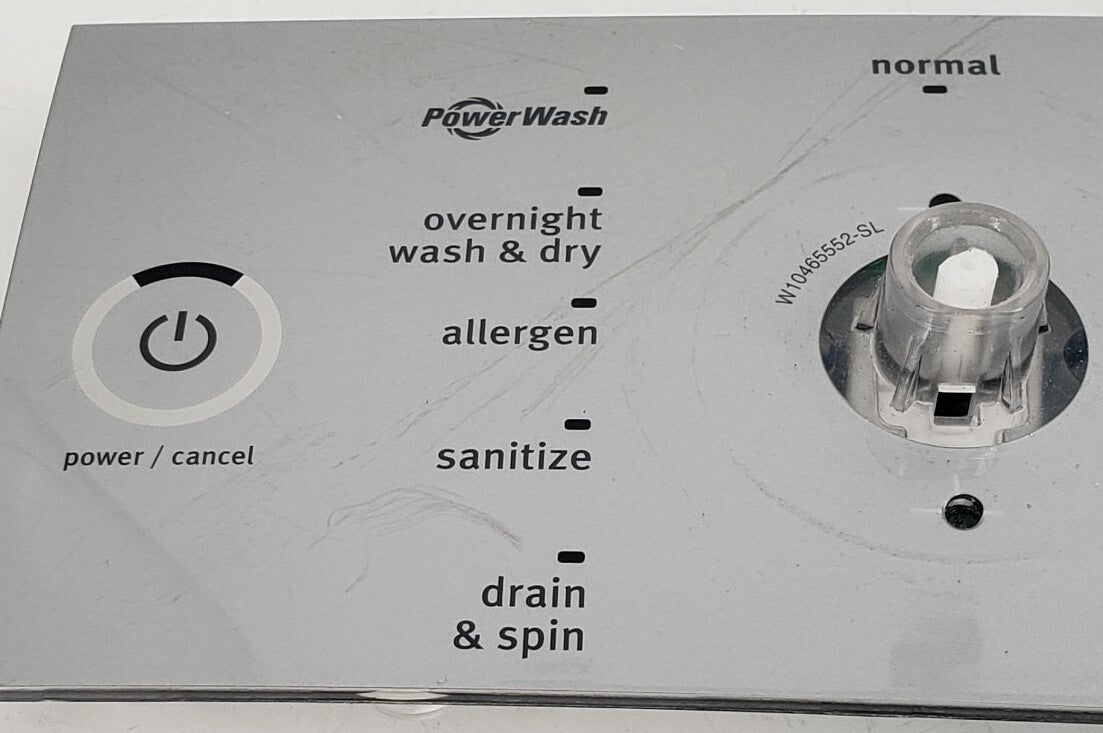 normal
PowerWash
overnight
wash & dry
W10465552-SL
allergen
power / cancel
sanitize
drain
& spin